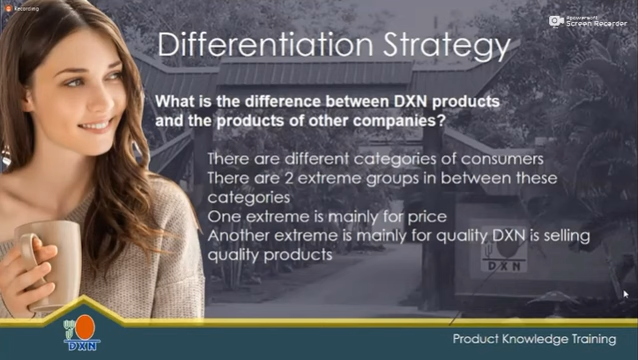 Recording
Apowersoft
Screen Recorder
Differentiation Strategy
What is the difference between DXN products
and the products of other companies?
There are different categories of consumers
There are 2 extreme groups in between these
categories
One extreme is mainly for price
Another extreme is mainly for quality DXN is selling
quality products
DXN
DXN
Product Knowledge Training